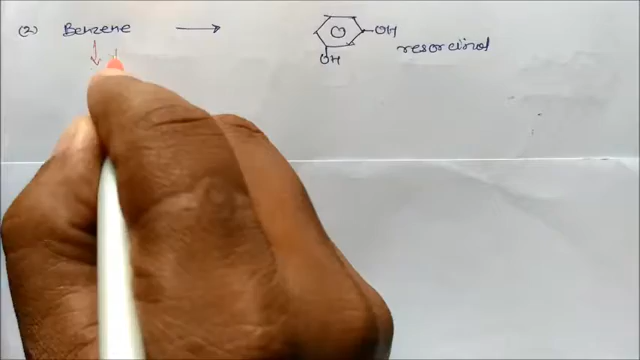 (2) Benzene → OH
OH resorcinol